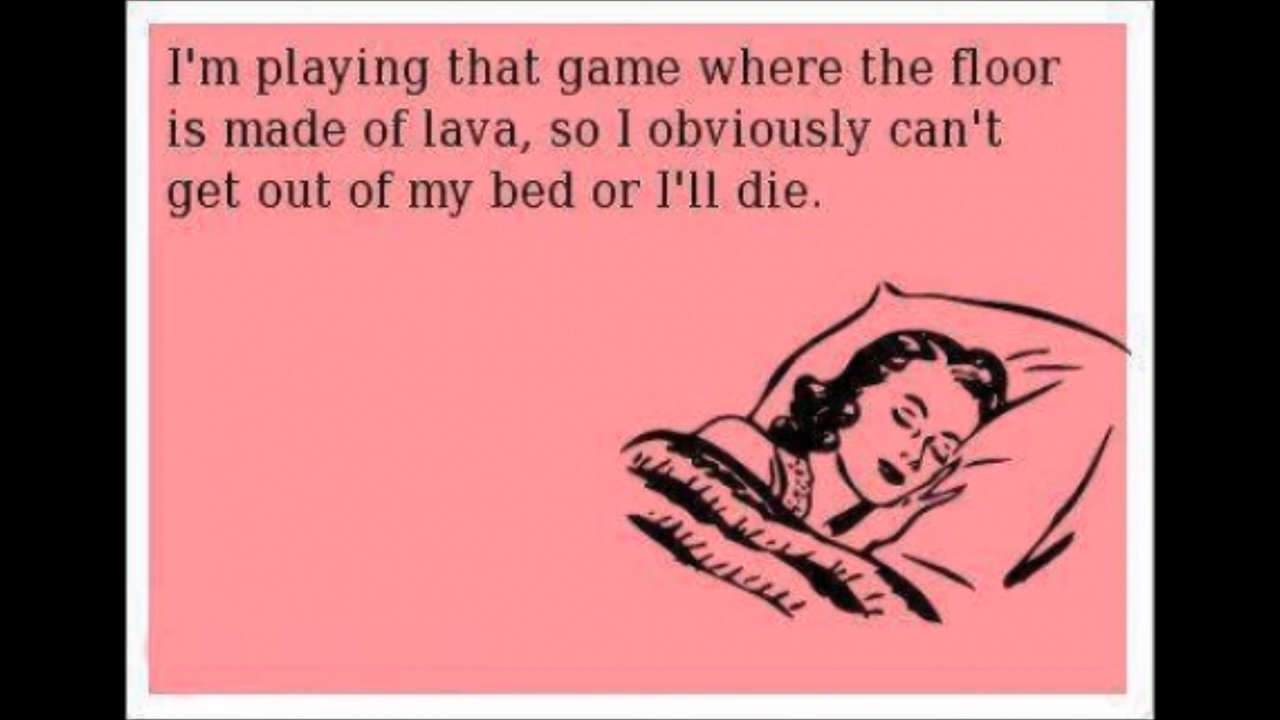 I'm playing that game where the floor
is made of lava, so I obviously can't
get out of my bed or I'll die.